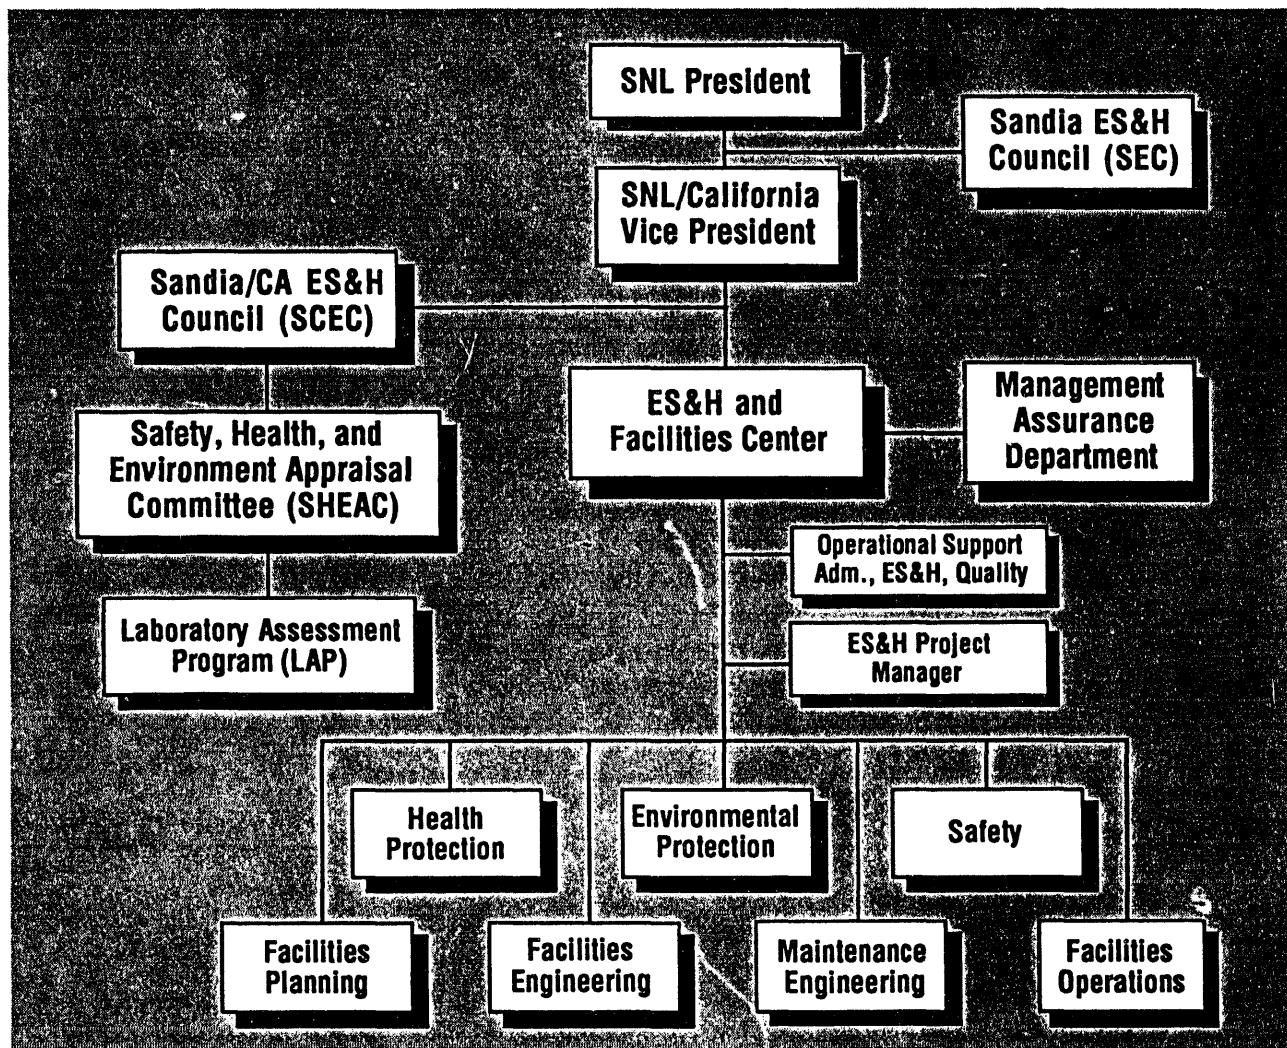 SNL President
Sandia ES&H
Council (SEC)
SNL/California
Vice President
Sandia/CA ES&H
Council (SCEC)
ES&H and
Facilities Center
Management
Assurance
Department
Safety, Health, and
Environment Appraisal
Committee (SHEAC)
Operational Support
Adm., ES&H, Quality
Laboratory Assessment
Program (LAP)
ES&H Project
Manager
Health
Protection
Environmental
Protection
Safety
Facilities
Planning
Facilities
Engineering
Maintenance
Engineering
Facilities
Operations